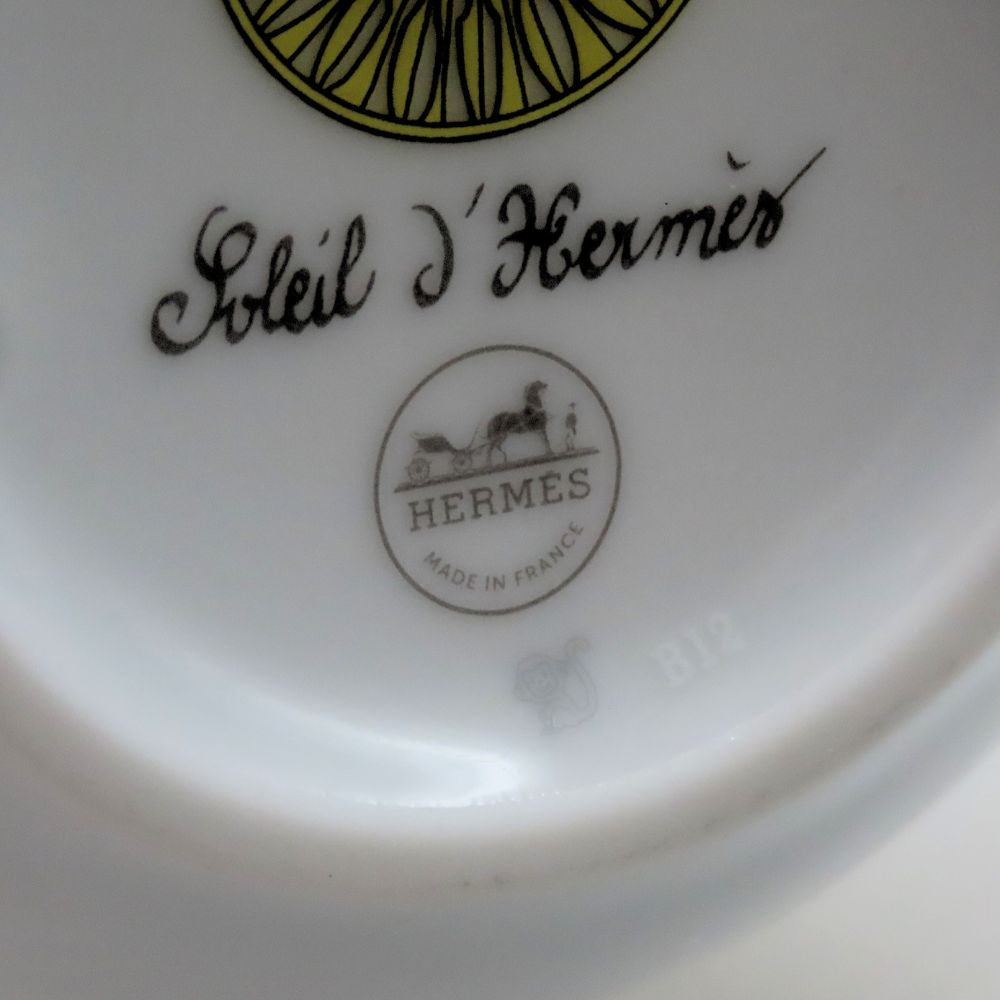 Soleil d'Hermès
HERMÈS
MADE IN FRANCE
B12